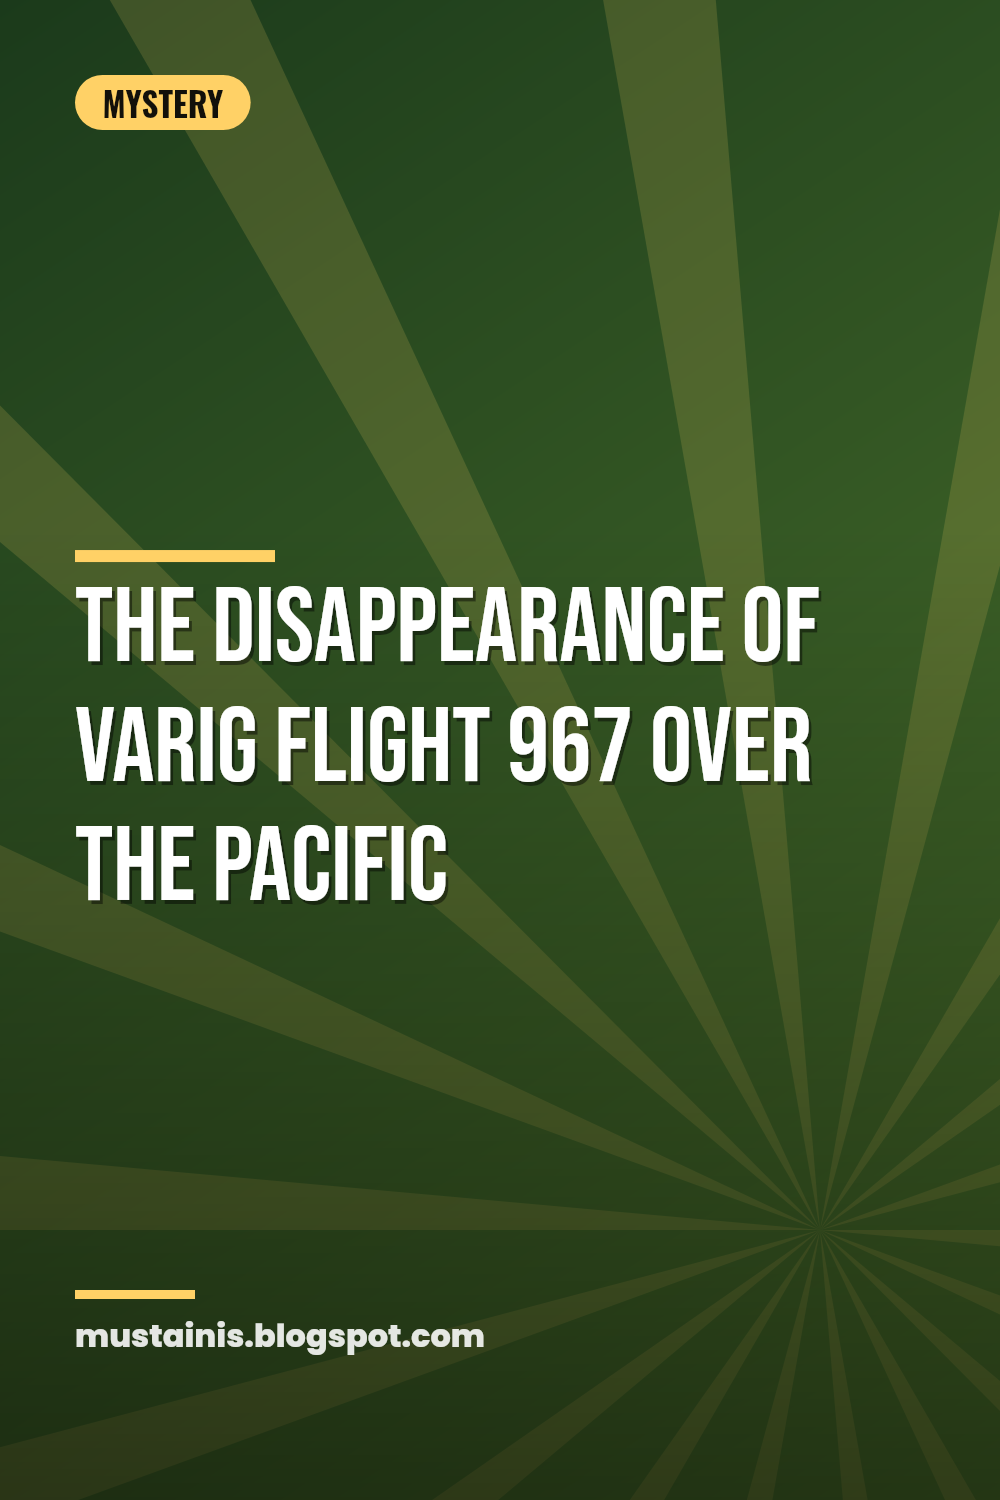 MYSTERY
THE DISAPPEARANCE OF
VARIG FLIGHT 967 OVER
THE PACIFIC
mustainis.blogspot.com